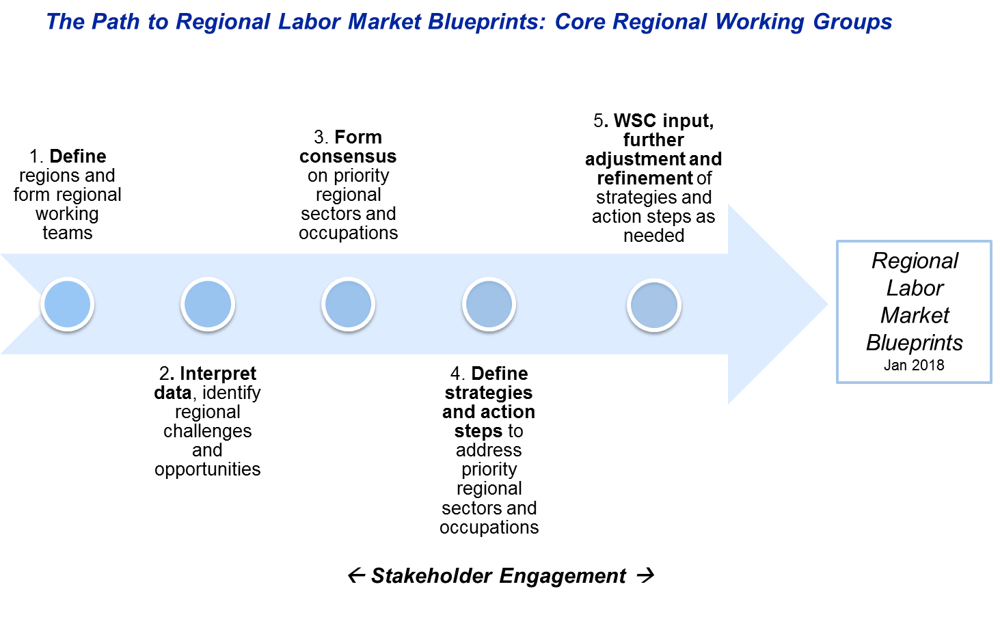 The Path to Regional Labor Market Blueprints: Core Regional Working Groups
1. Define
regions and
form regional
working
teams
2. Interpret
data, identify
regional
challenges
and
opportunities
3. Form
consensus
on priority
regional
sectors and
occupations
4. Define
strategies
and action
steps to
address
priority
regional
sectors and
occupations
5. WSC input,
further
adjustment and
refinement of
strategies and
action steps as
needed
Regional
Labor
Market
Blueprints
Jan 2018
← Stakeholder Engagement →